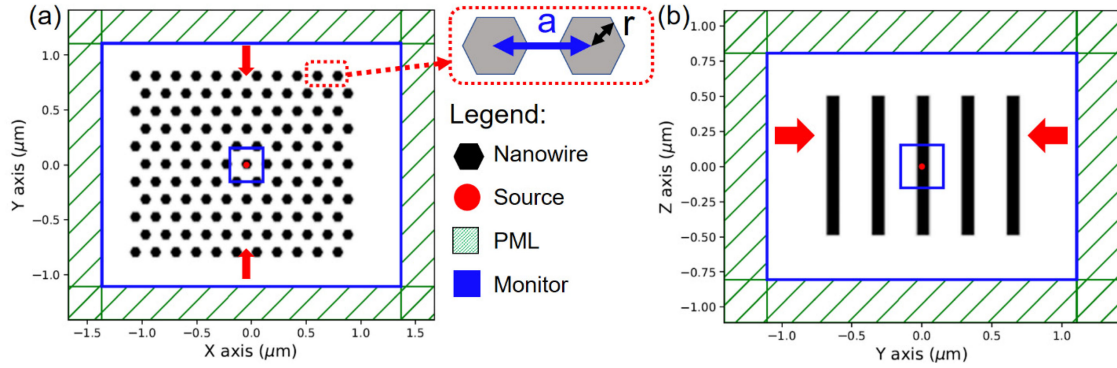 (a)
1.0
0.5
0.0
−0.5
−1.0
Y axis (μm)
−1.5 −1.0 −0.5 0.0 0.5 1.0 1.5
X axis (μm)
a
r
Legend:
Nanowire
Source
PML
Monitor
(b)
1.00
0.75
0.50
0.25
0.00
−0.25
−0.50
−0.75
−1.00
Z axis (μm)
−1.0 −0.5 0.0 0.5 1.0
Y axis (μm)